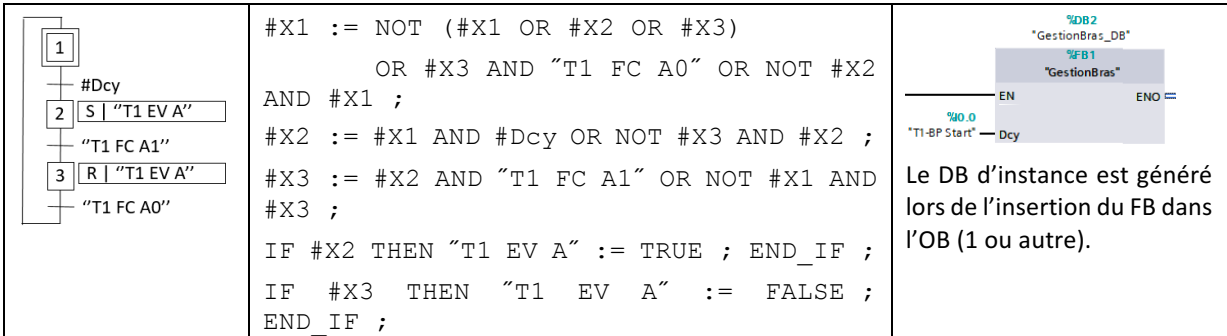 1
#Dcy
2 S | ‘’T1 EV A’’
‘’T1 FC A1’’
3 R | ‘’T1 EV A’’
‘’T1 FC A0’’
#X1 := NOT (#X1 OR #X2 OR #X3)
OR #X3 AND ˝T1 FC A0˝ OR NOT #X2
AND #X1 ;
#X2 := #X1 AND #Dcy OR NOT #X3 AND #X2 ;
#X3 := #X2 AND ˝T1 FC A1˝ OR NOT #X1 AND
#X3 ;
IF #X2 THEN ˝T1 EV A˝ := TRUE ; END_IF ;
IF #X3 THEN ˝T1 EV A˝ := FALSE ;
END_IF ;
%DB2
"GestionBras_DB"
%FB1
"GestionBras"
EN ENO
%I0.0
"T1-BP Start" Dcy
Le DB d’instance est généré
lors de l’insertion du FB dans
l’OB (1 ou autre).